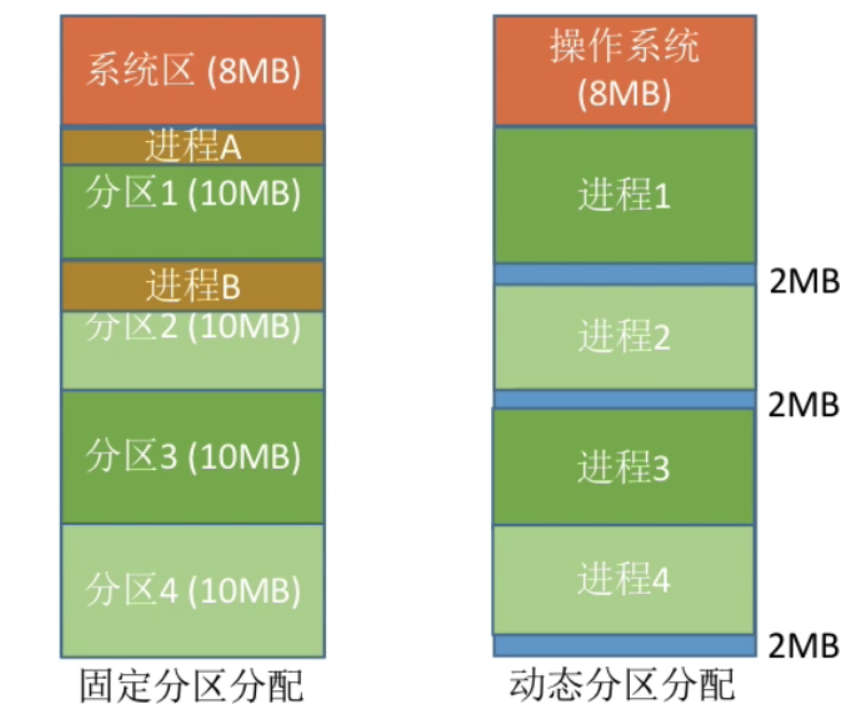 系统区 (8MB)
进程A
分区1 (10MB)
进程B
分区2 (10MB)
分区3 (10MB)
分区4 (10MB)
固定分区分配
操作系统
(8MB)
进程1
2MB
进程2
2MB
进程3
进程4
2MB
动态分区分配